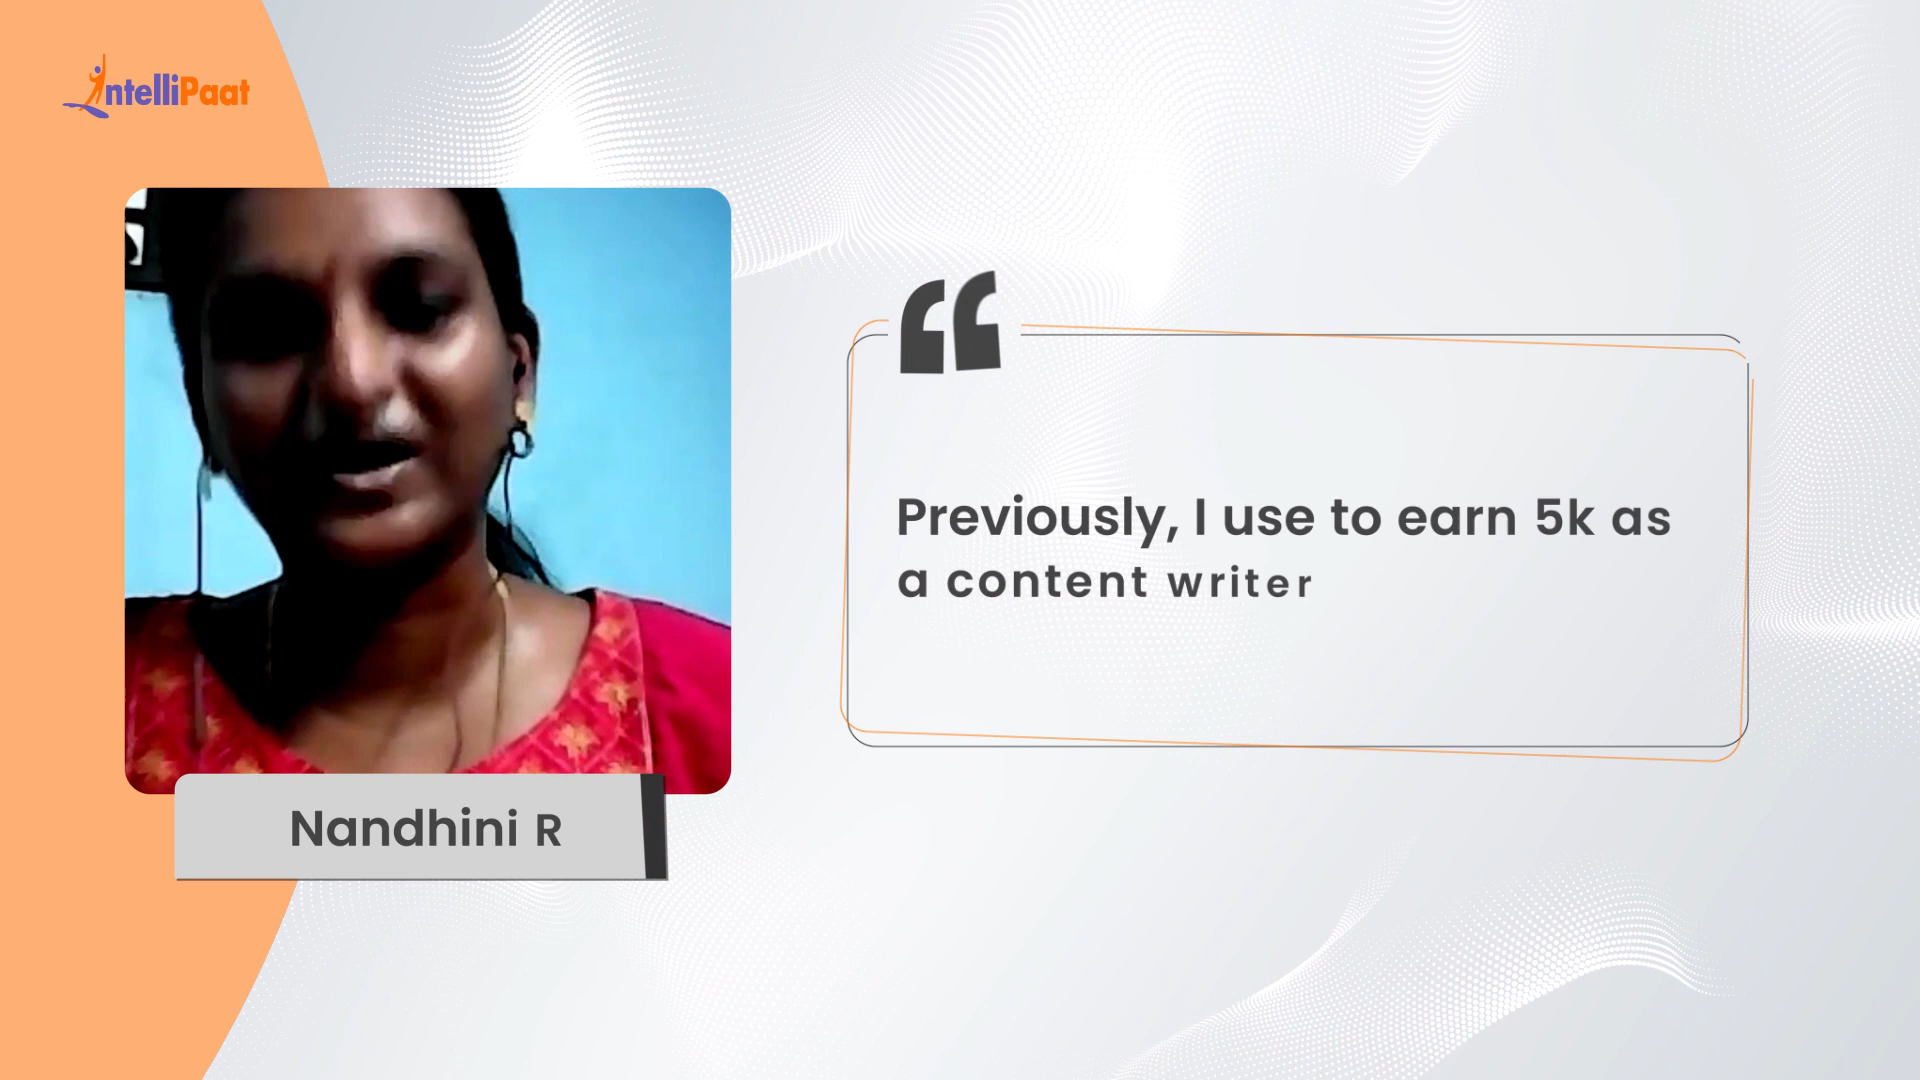 IntelliPaat
Previously, I use to earn 5k as
a content writer
Nandhini R